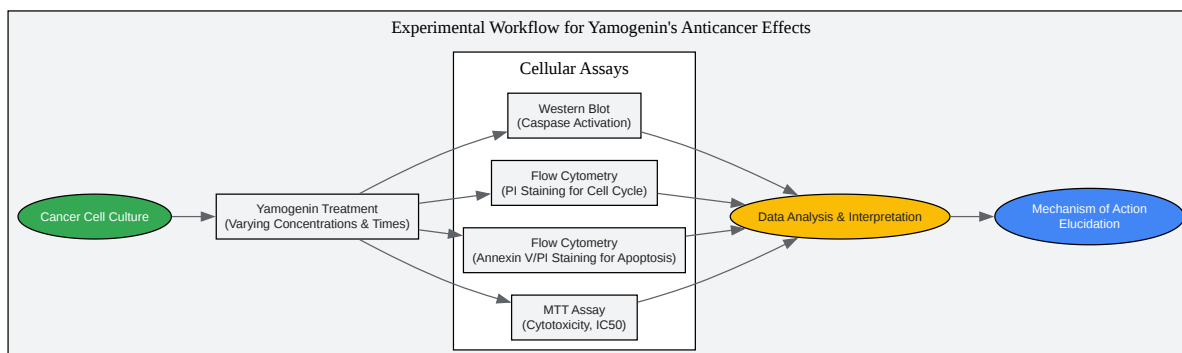 Experimental Workflow for Yamogenin's Anticancer Effects
Cellular Assays
Western Blot
(Caspase Activation)
Flow Cytometry
(PI Staining for Cell Cycle)
Cancer Cell Culture
Yamogenin Treatment
(Varying Concentrations & Times)
Flow Cytometry
(Annexin V/PI Staining for Apoptosis)
MTT Assay
(Cytotoxicity, IC50)
Data Analysis & Interpretation
Mechanism of Action
Elucidation